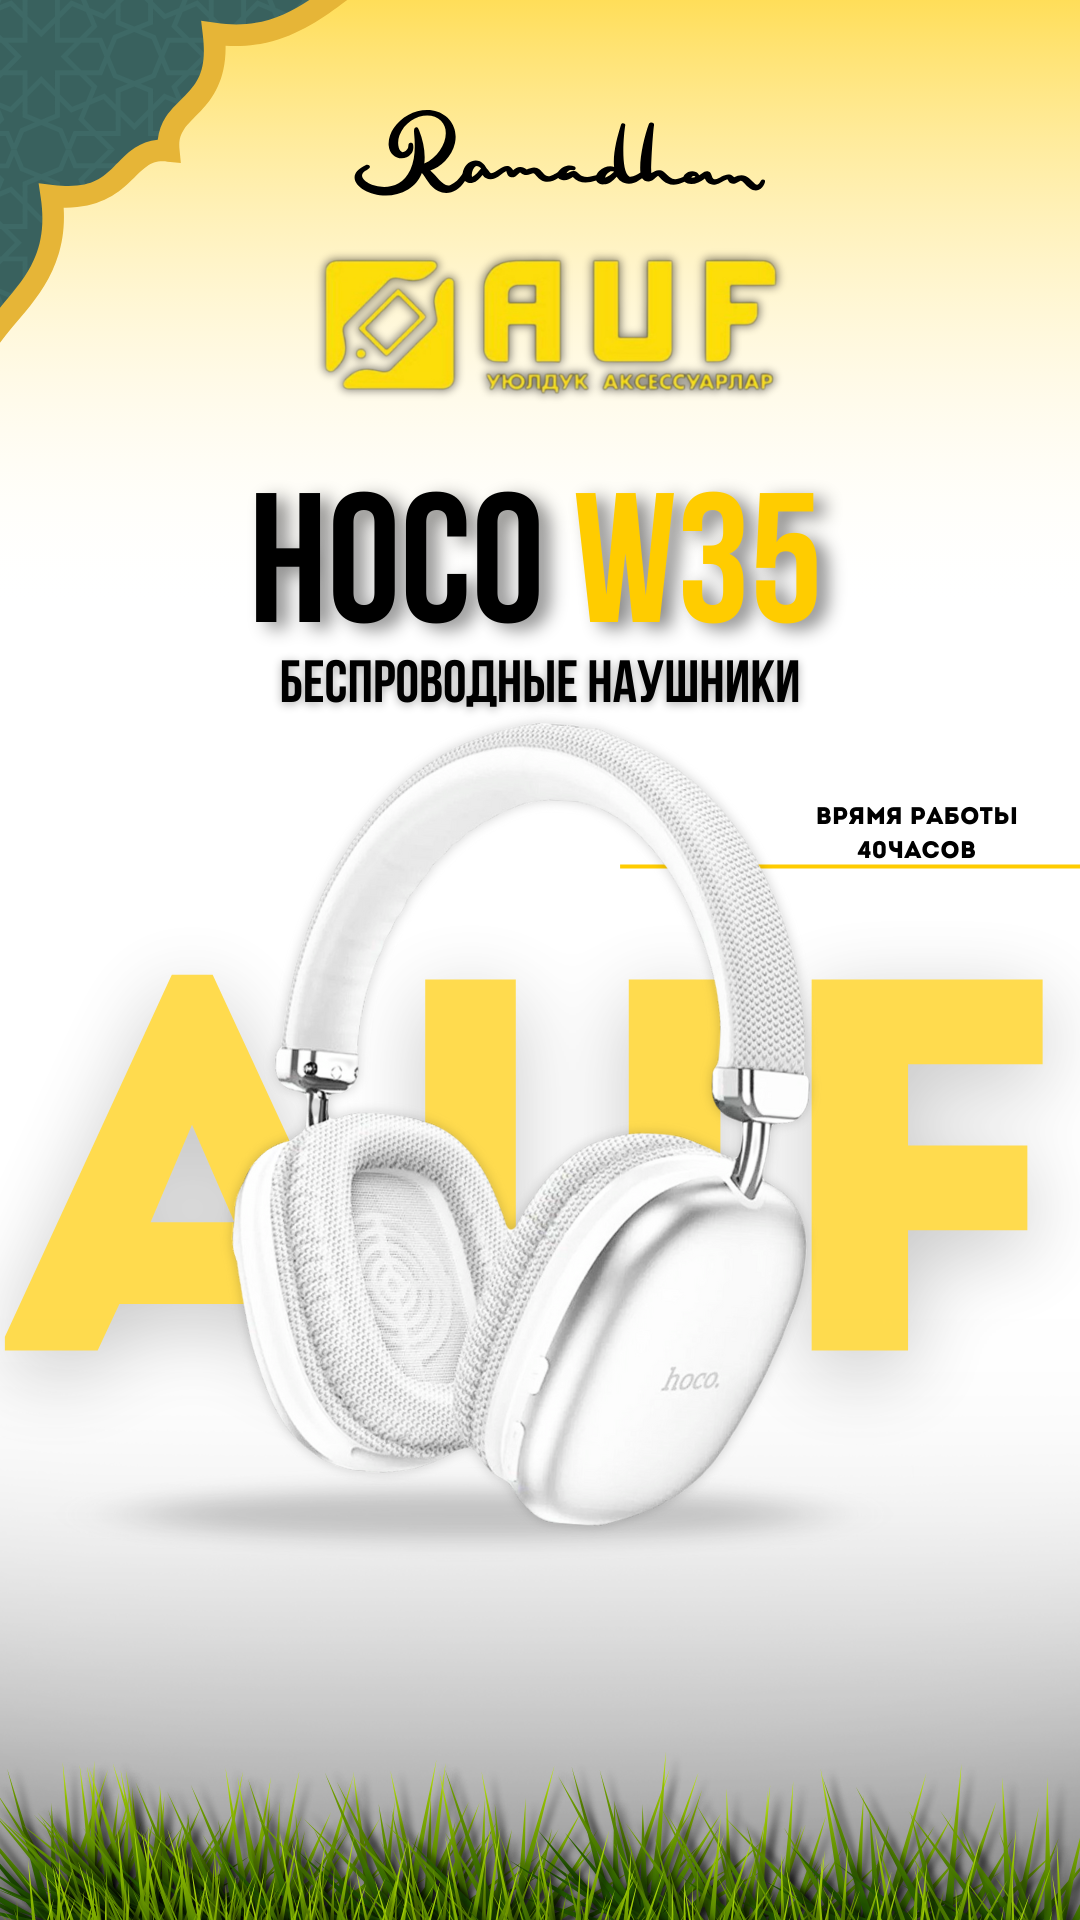 Ramadhan
AUF
УЮЛДУК АКСЕССУАРЛАР
HOCO W35
БЕСПРОВОДНЫЕ НАУШНИКИ
ВРЯМЯ РАБОТЫ
40ЧАСОВ
AUF
hoco.